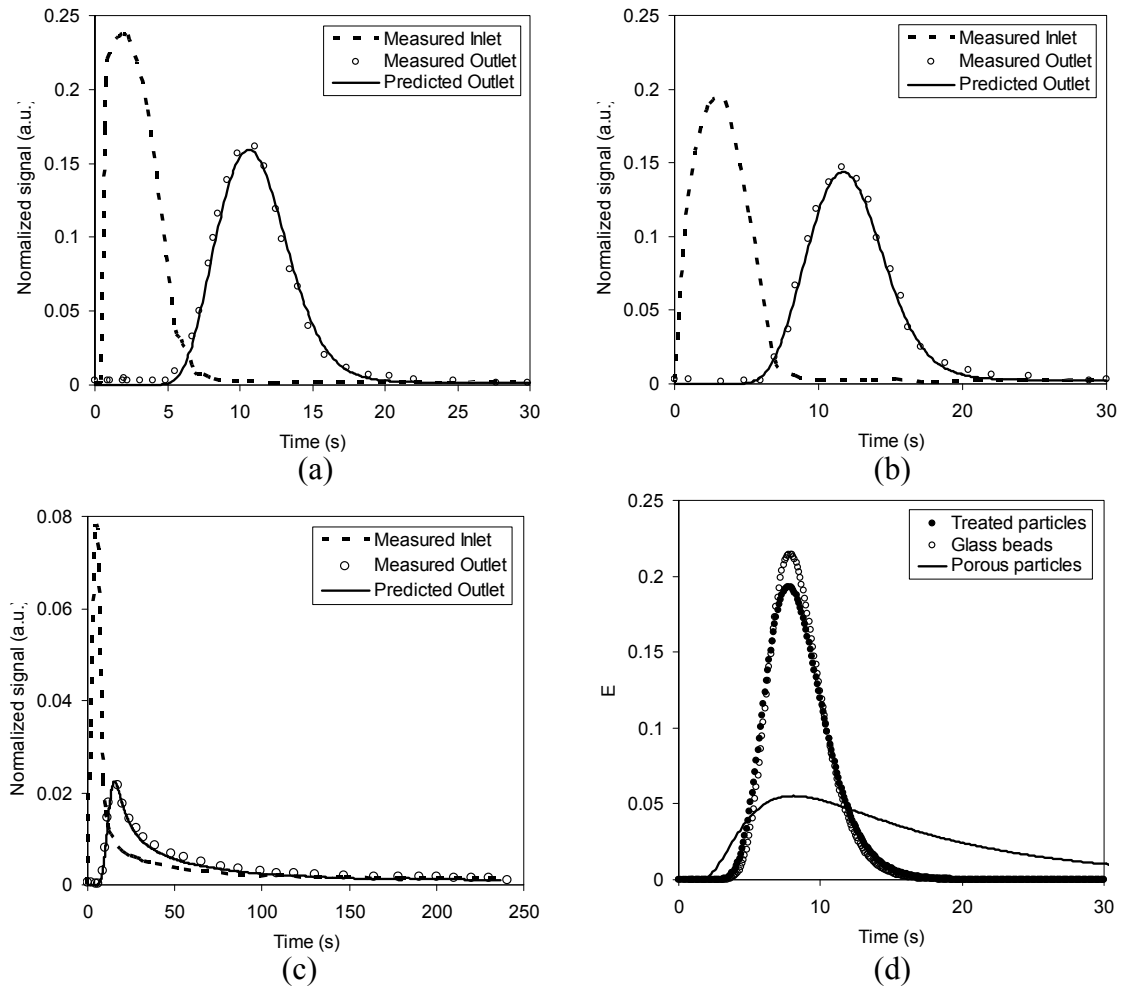 0.25
0.2
0.15
0.1
0.05
0
Normalized signal (a.u.)
Measured Inlet
Measured Outlet
Predicted Outlet
0 5 10 15 20 25 30
Time (s)
(a)
0.25
0.2
0.15
0.1
0.05
0
Normalized signal (a.u.)
Measured Inlet
Measured Outlet
Predicted Outlet
0 10 20 30
Time (s)
(b)
0.08
0.06
0.04
0.02
0
Normalized signal (a.u.)
Measured Inlet
Measured Outlet
Predicted Outlet
0 50 100 150 200 250
Time (s)
(c)
0.25
0.2
0.15
0.1
0.05
0
E
Treated particles
Glass beads
Porous particles
0 10 20 30
Time (s)
(d)